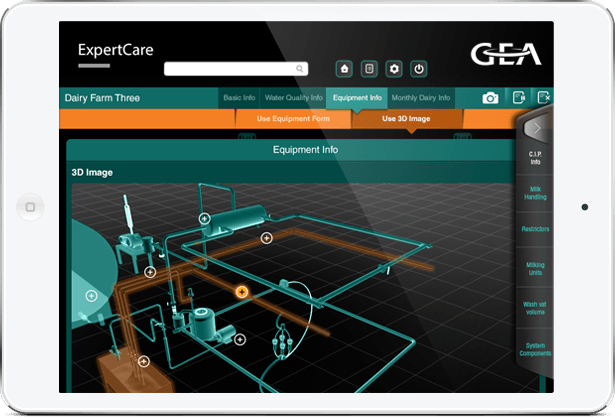 ExpertCare
GEA
Dairy Farm Three
Basic Info
Water Quality Info
Equipment Info
Monthly Dairy Info
Use Equipment Form
Use 3D Image
Equipment Info
3D Image
C.I.P.
Info
Milk
Handling
Restrictors
Milking
Units
Wash vat
volume
System
Components